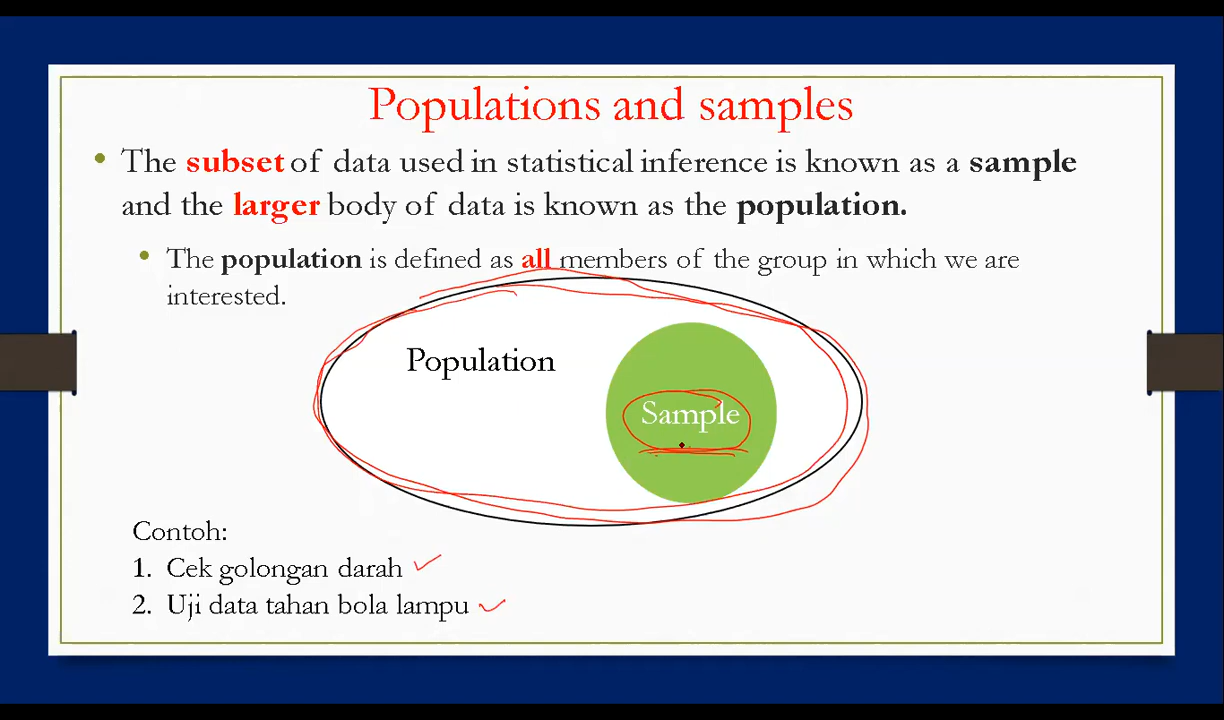 Populations and samples
• The subset of data used in statistical inference is known as a sample
and the larger body of data is known as the population.
• The population is defined as all members of the group in which we are
interested.
Population
Sample
Contoh:
1. Cek golongan darah
2. Uji data tahan bola lampu